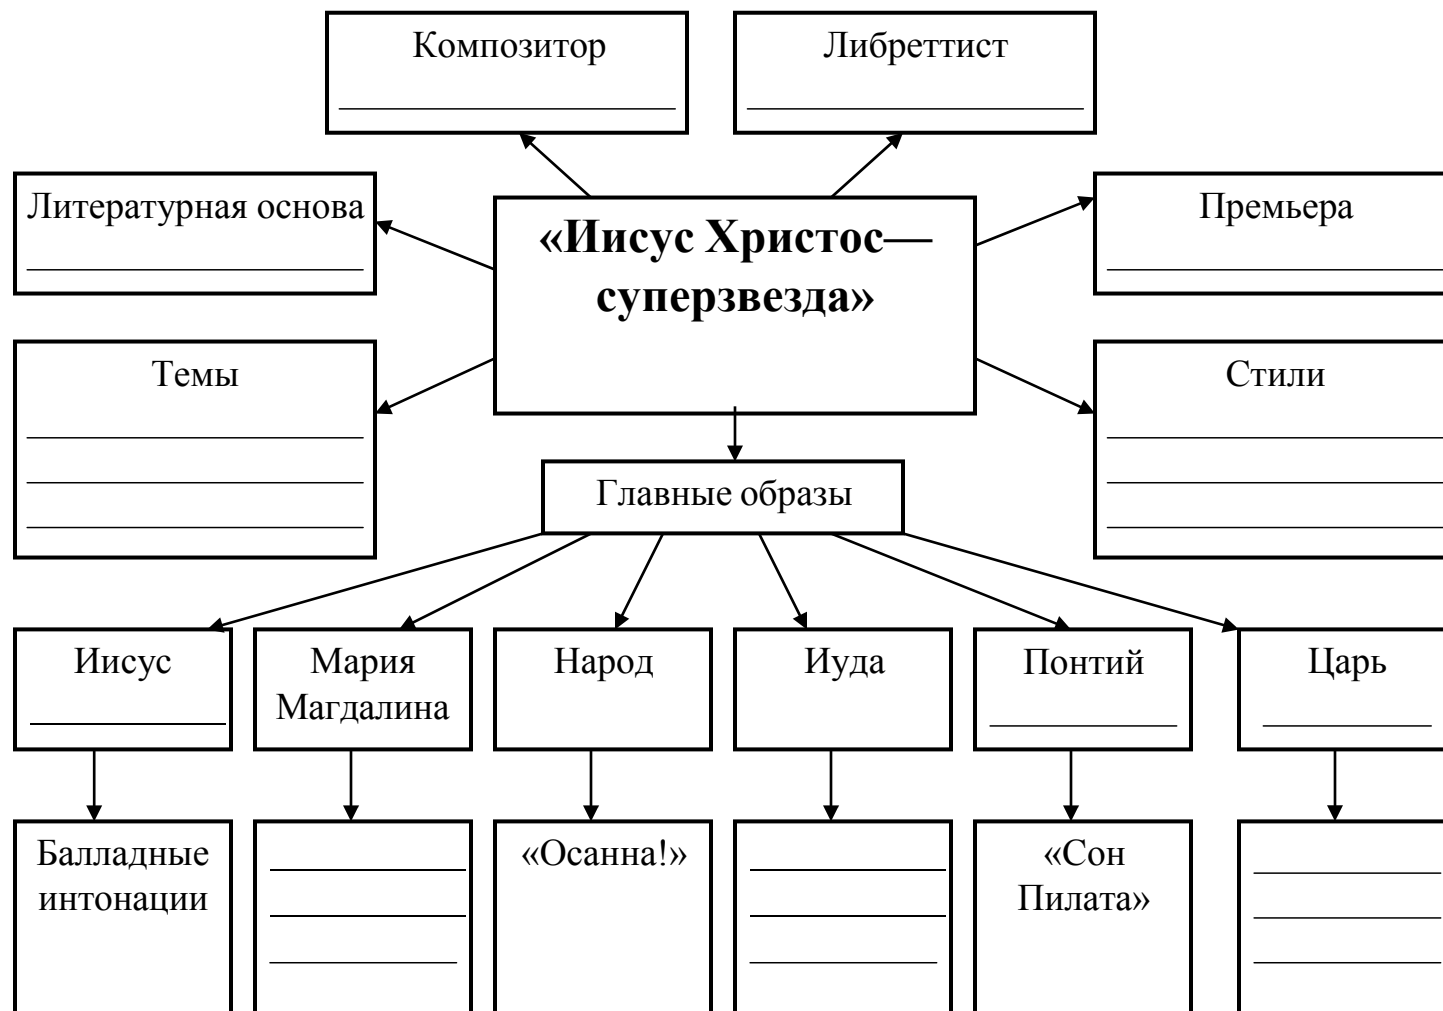 Композитор
Либреттист
Литературная основа
«Иисус Христос—
суперзвезда»
Премьера
Темы
Стили
Главные образы
Иисус
Мария
Магдалина
Народ
Иуда
Понтий
Царь
Балладные
интонации
«Осанна!»
«Сон
Пилата»